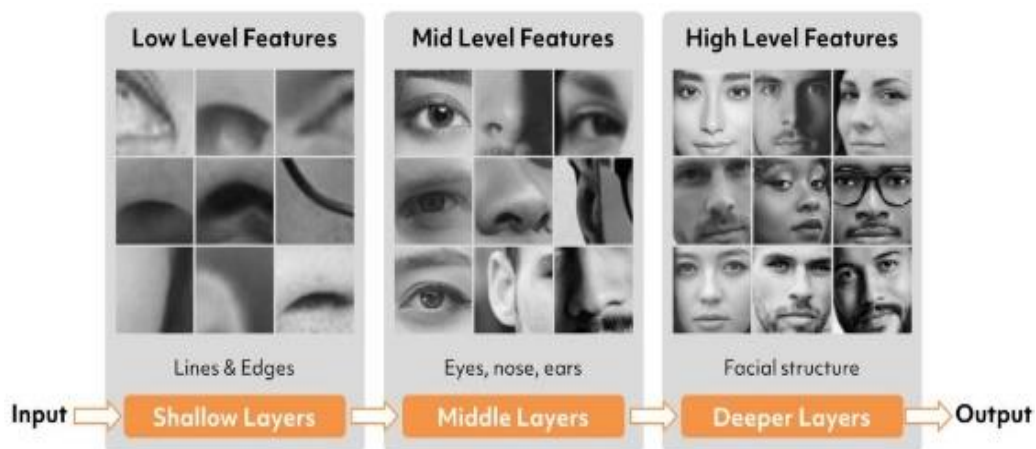 Low Level Features
Mid Level Features
High Level Features
Lines & Edges
Eyes, nose, ears
Facial structure
Input
Shallow Layers
Middle Layers
Deeper Layers
Output